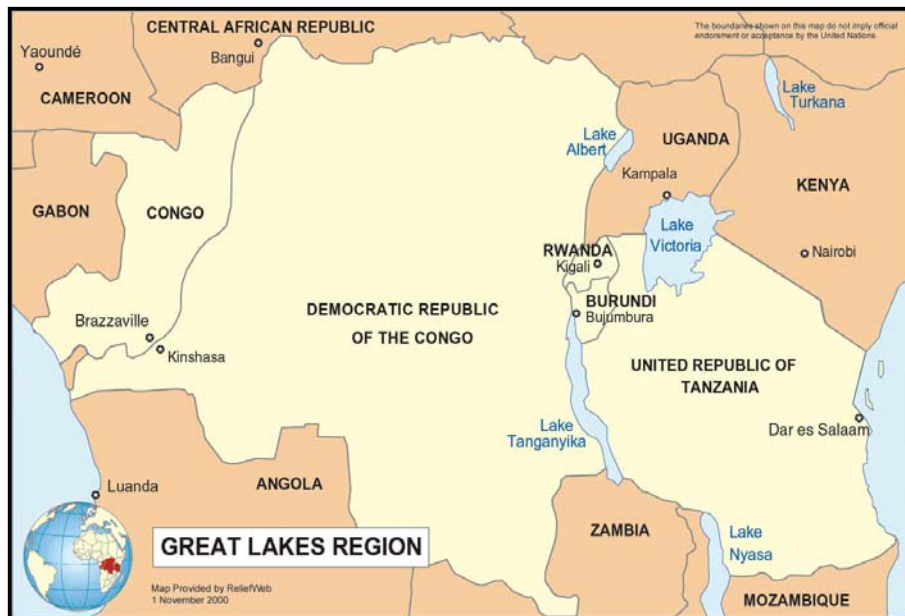 CENTRAL AFRICAN REPUBLIC
The boundaries shown on this map do not imply official
endorsment or acceptance by the United Nations.
Yaoundé
Bangui
CAMEROON
Lake
Turkana
Lake
Albert
UGANDA
Kampala
KENYA
GABON
CONGO
Lake
Victoria
RWANDA
Kigali
Nairobi
BURUNDI
Bujumbura
DEMOCRATIC REPUBLIC
OF THE CONGO
Brazzaville
Kinshasa
UNITED REPUBLIC OF
TANZANIA
Lake
Tanganyika
Dar es Salaam
Luanda
ANGOLA
ZAMBIA
Lake
Nyasa
GREAT LAKES REGION
Map Provided by ReliefWeb
1 November 2000
MOZAMBIQUE